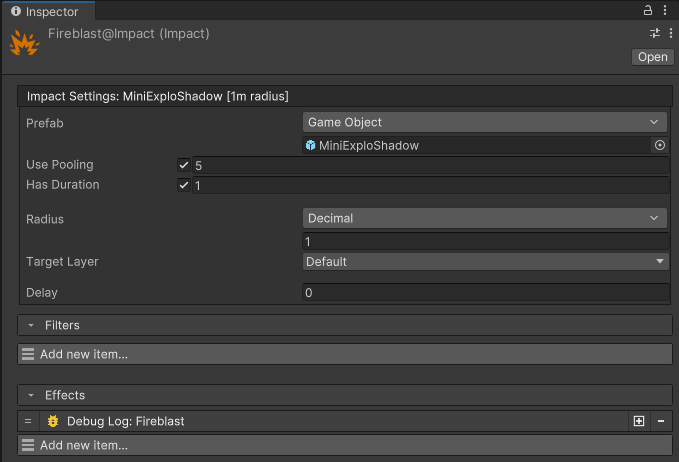 Inspector
Fireblast@Impact (Impact)
Open
Impact Settings: MiniExploShadow [1m radius]
Prefab
Game Object
MiniExploShadow
Use Pooling
5
Has Duration
1
Radius
Decimal
1
Target Layer
Default
Delay
0
Filters
Add new item...
Effects
Debug Log: Fireblast
Add new item...